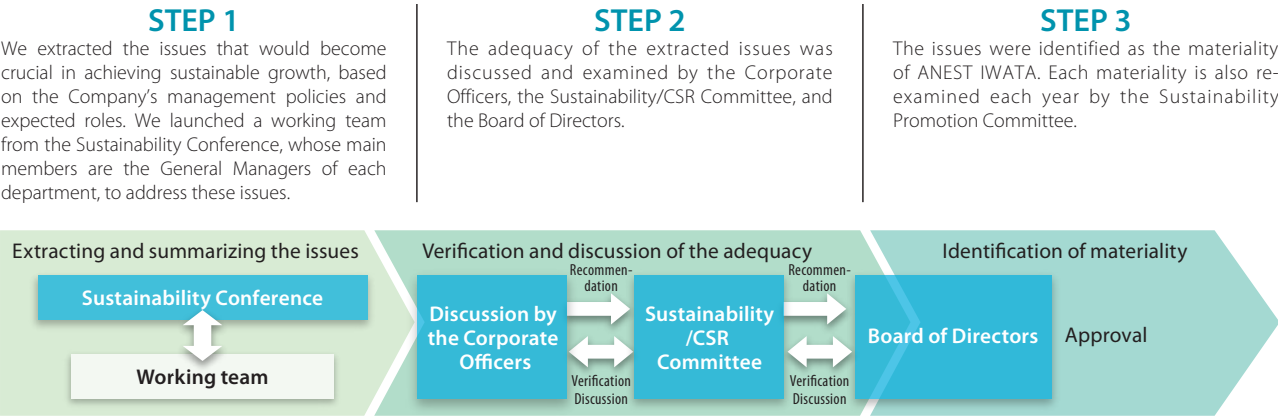 STEP 1
We extracted the issues that would become
crucial in achieving sustainable growth, based
on the Company’s management policies and
expected roles. We launched a working team
from the Sustainability Conference, whose main
members are the General Managers of each
department, to address these issues.
STEP 2
The adequacy of the extracted issues was
discussed and examined by the Corporate
Officers, the Sustainability/CSR Committee, and
the Board of Directors.
STEP 3
The issues were identified as the materiality
of ANEST IWATA. Each materiality is also re-
examined each year by the Sustainability
Promotion Committee.
Extracting and summarizing the issues
Sustainability Conference
Working team
Verification and discussion of the adequacy
Discussion by
the Corporate
Officers
Recommen-
dation
Verification
Discussion
Sustainability
/CSR
Committee
Recommen-
dation
Verification
Discussion
Identification of materiality
Board of Directors
Approval